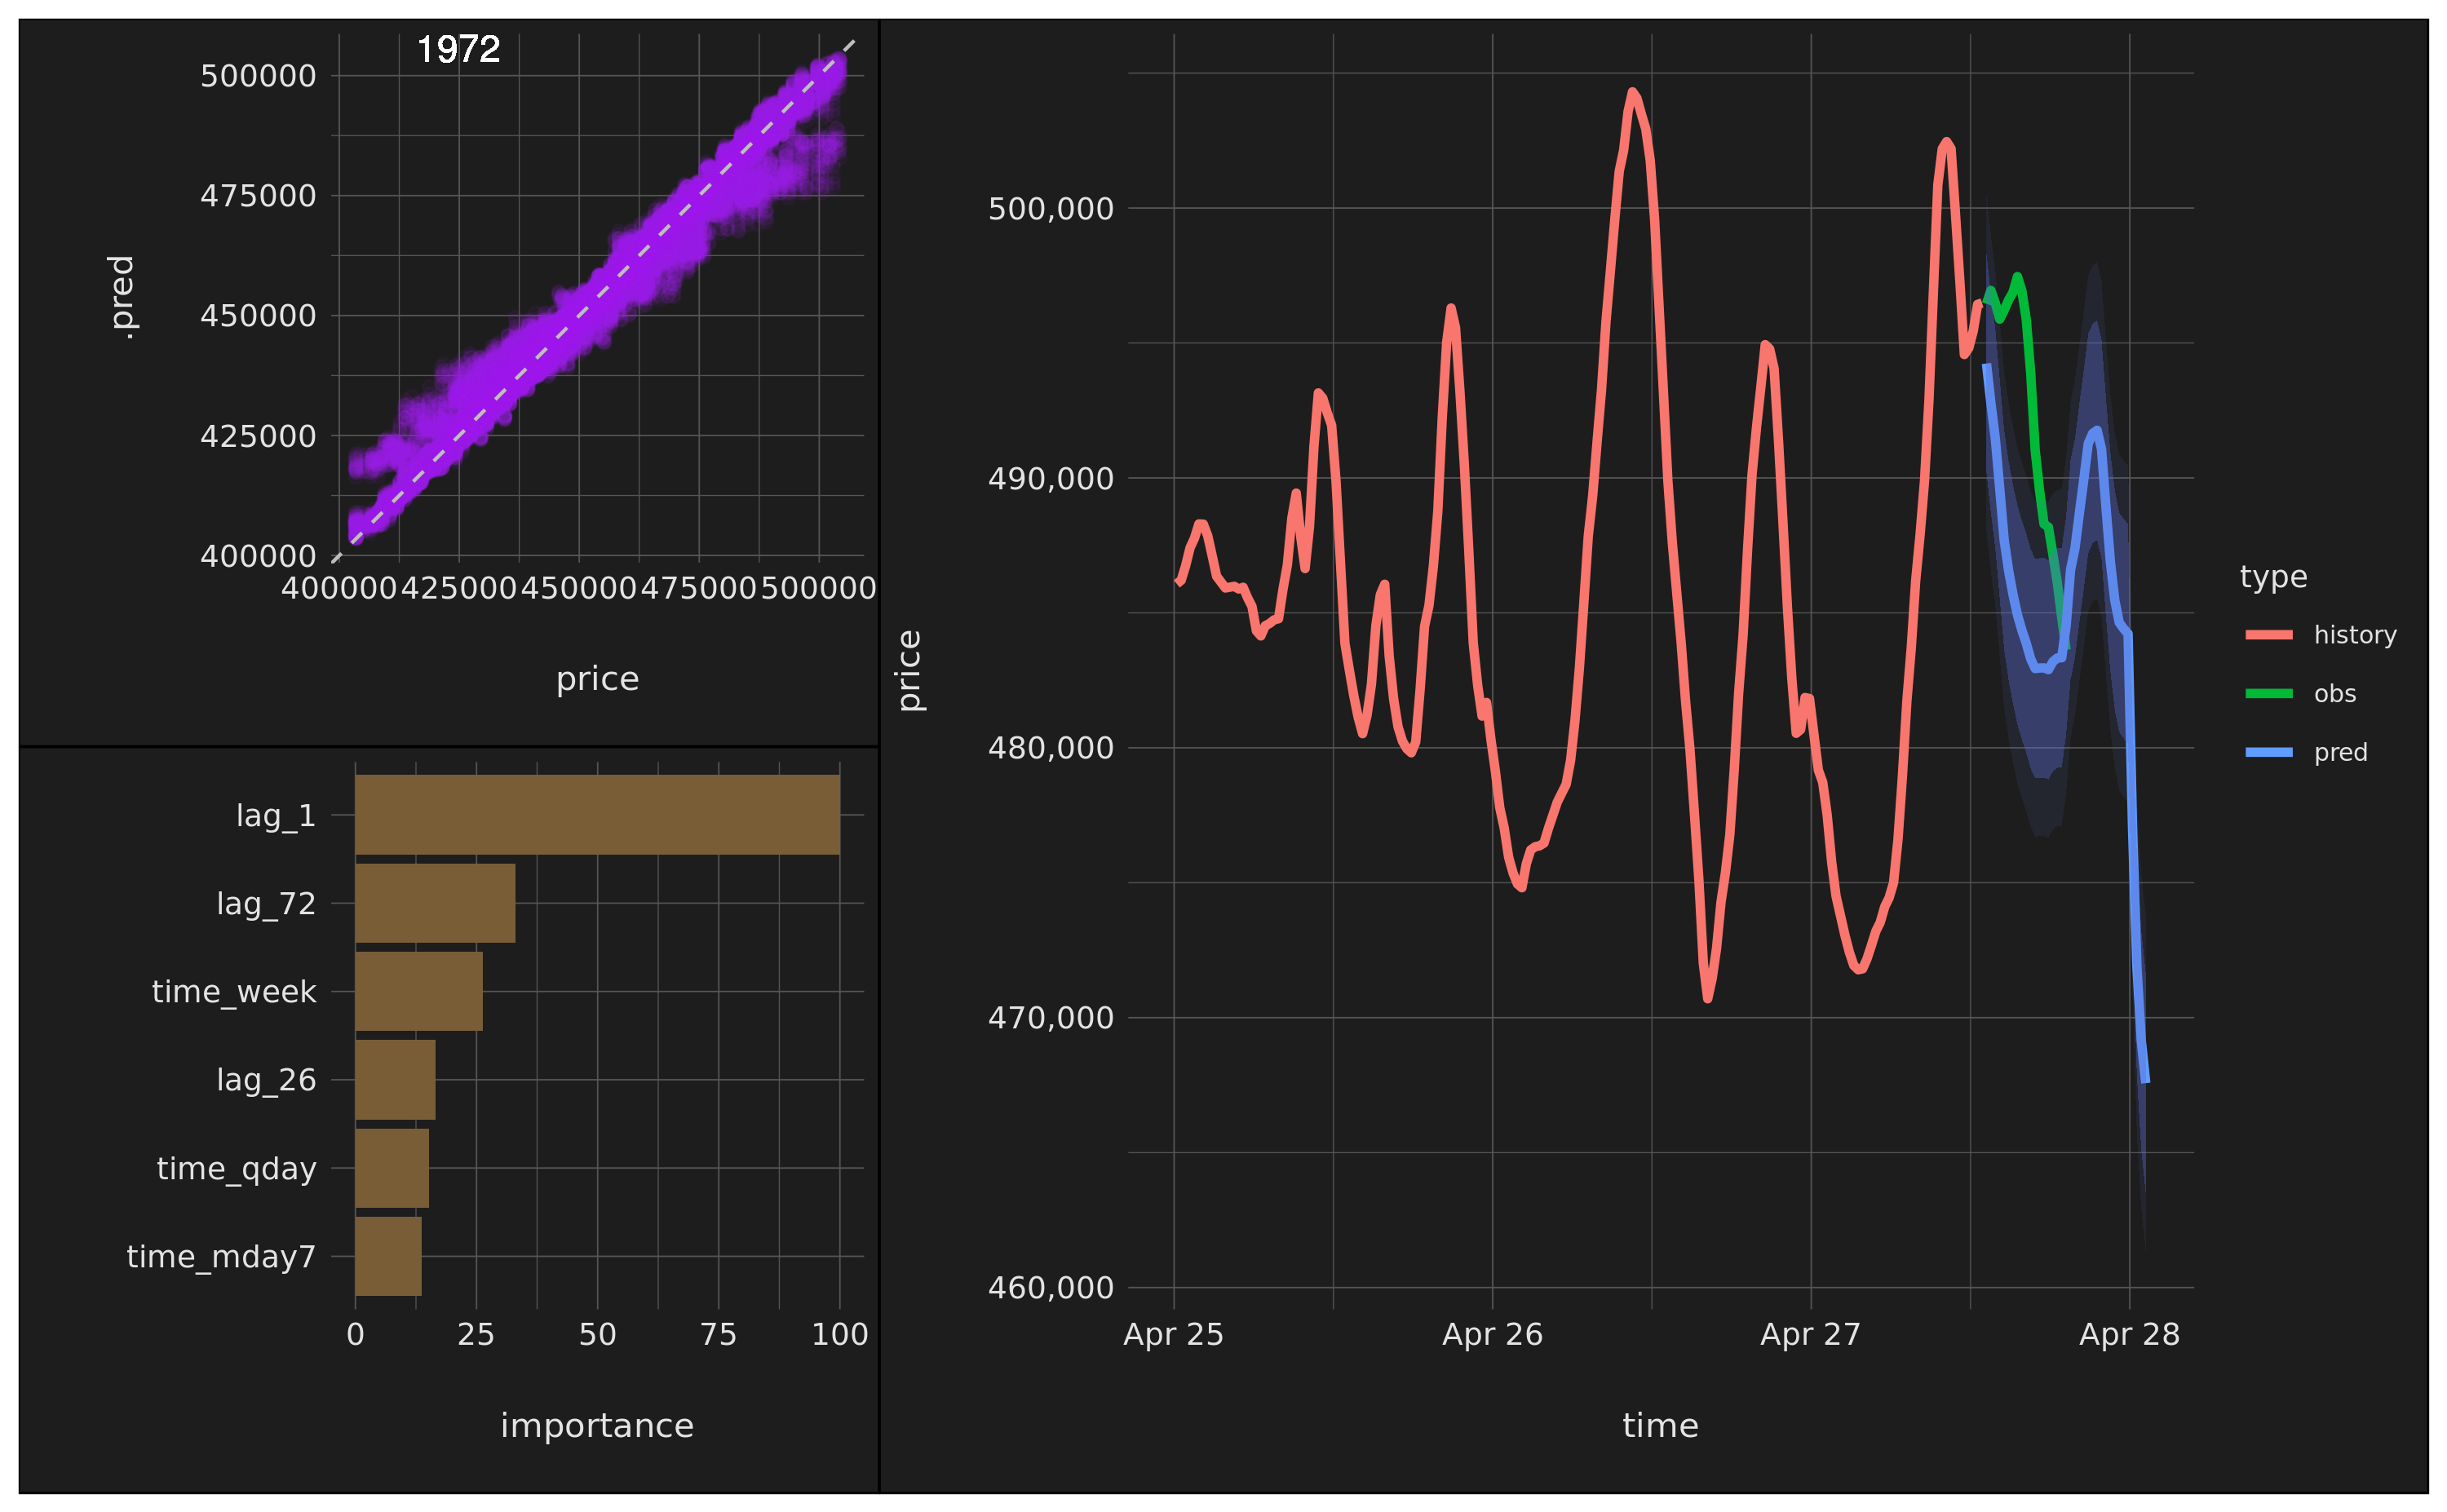 1972
500000
475000
450000
425000
400000
.pred
400000 425000 450000 475000 500000
price
lag_1
lag_72
time_week
lag_26
time_qday
time_mday7
0 25 50 75 100
importance
500,000
490,000
480,000
470,000
460,000
price
Apr 25 Apr 26 Apr 27 Apr 28
time
type
history
obs
pred